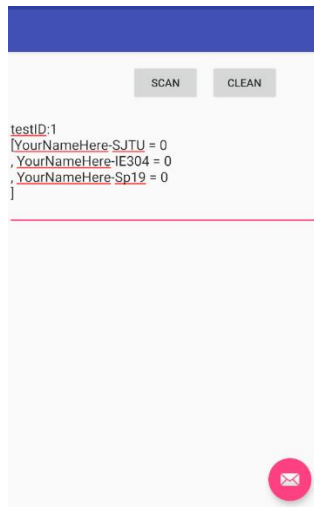 SCAN CLEAN
testID:1
[YourNameHere-SJTU = 0
, YourNameHere-IE304 = 0
, YourNameHere-Sp19 = 0
]